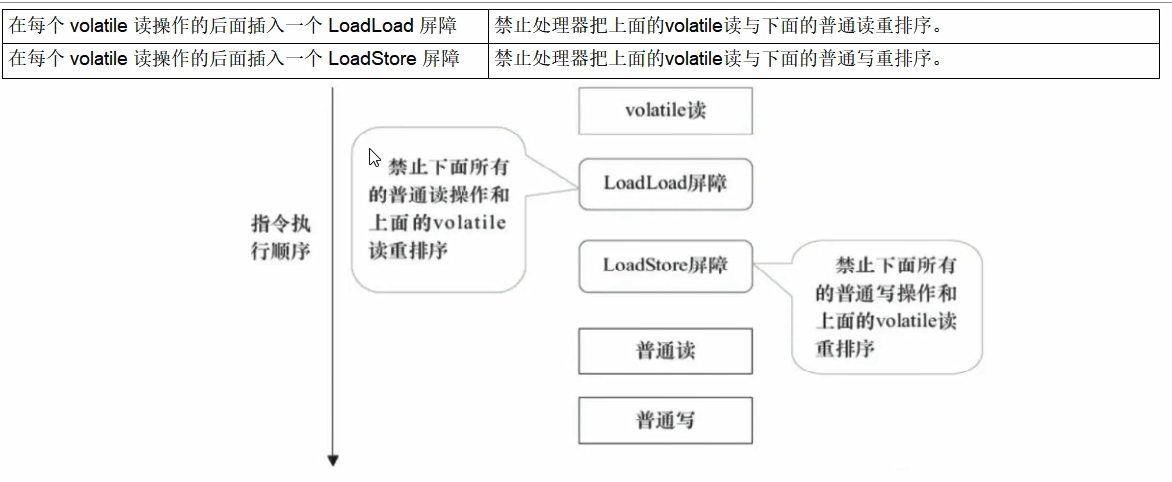 在每个 volatile 读操作的后面插入一个 LoadLoad 屏障 禁止处理器把上面的volatile读与下面的普通读重排序。
在每个 volatile 读操作的后面插入一个 LoadStore 屏障 禁止处理器把上面的volatile读与下面的普通写重排序。
volatile读
禁止下面所有
的普通读操作和
上面的volatile
读重排序
LoadLoad屏障
指令执
行顺序
LoadStore屏障
禁止下面所有
的普通写操作和
上面的volatile读
重排序
普通读
普通写